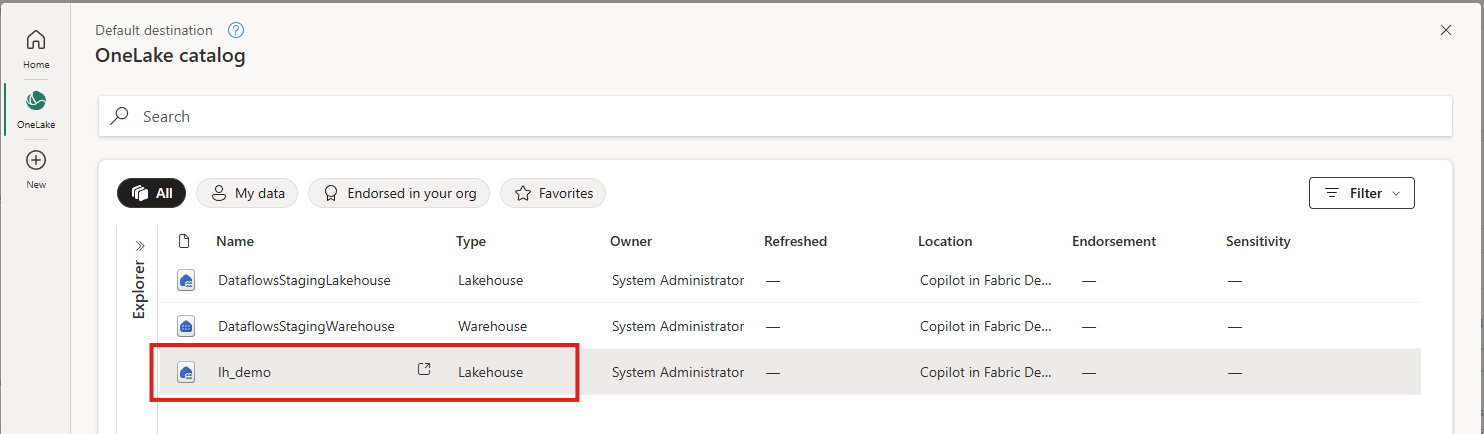 Default destination
OneLake catalog
Home
OneLake
New
Search
All My data Endorsed in your org Favorites Filter
Explorer
Name Type Owner Refreshed Location Endorsement Sensitivity
DataflowsStagingLakehouse Lakehouse System Administrator — Copilot in Fabric De... — —
DataflowsStagingWarehouse Warehouse System Administrator — Copilot in Fabric De... — —
lh_demo Lakehouse System Administrator — Copilot in Fabric De... — —